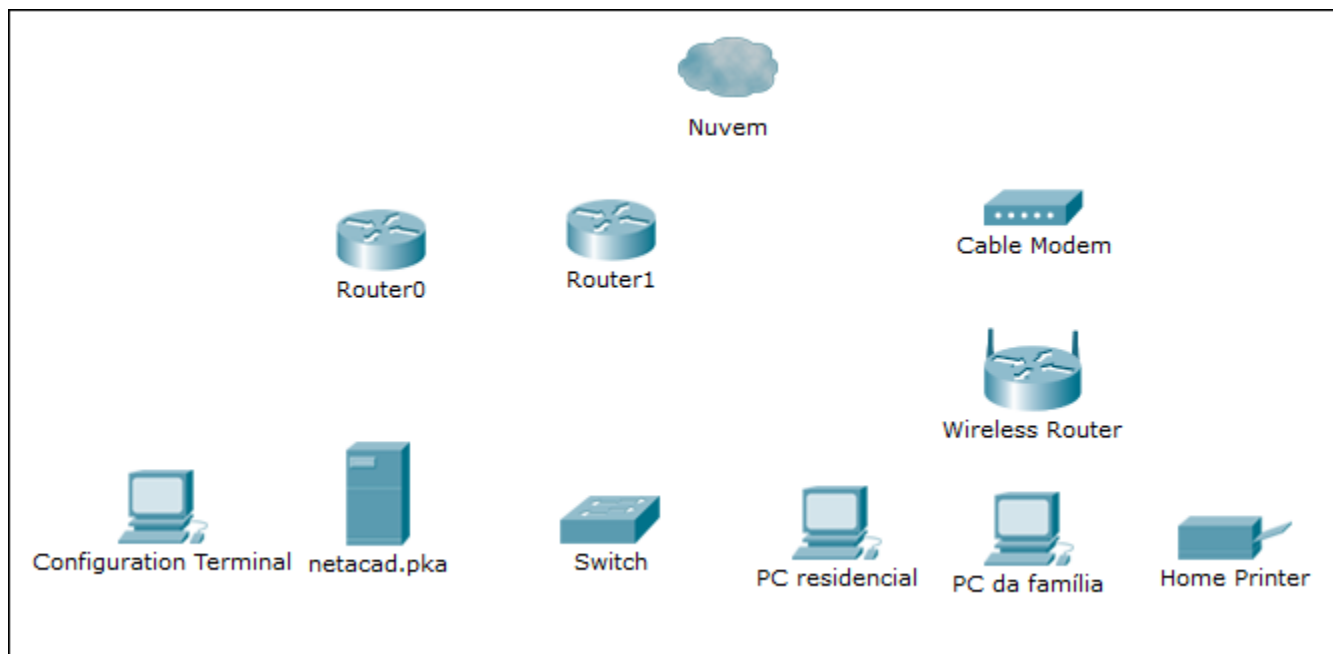 Nuvem
Router0
Router1
Cable Modem
Wireless Router
Configuration Terminal
netacad.pka
Switch
PC residencial
PC da família
Home Printer